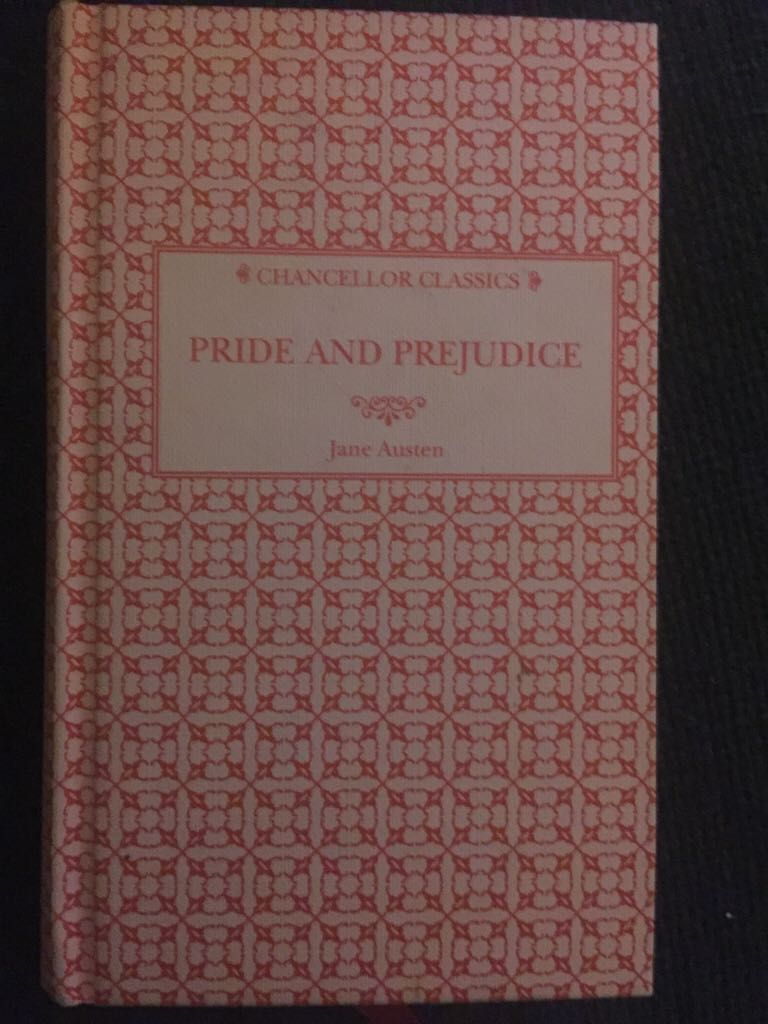 CHANCELLOR CLASSICS
PRIDE AND PREJUDICE
Jane Austen